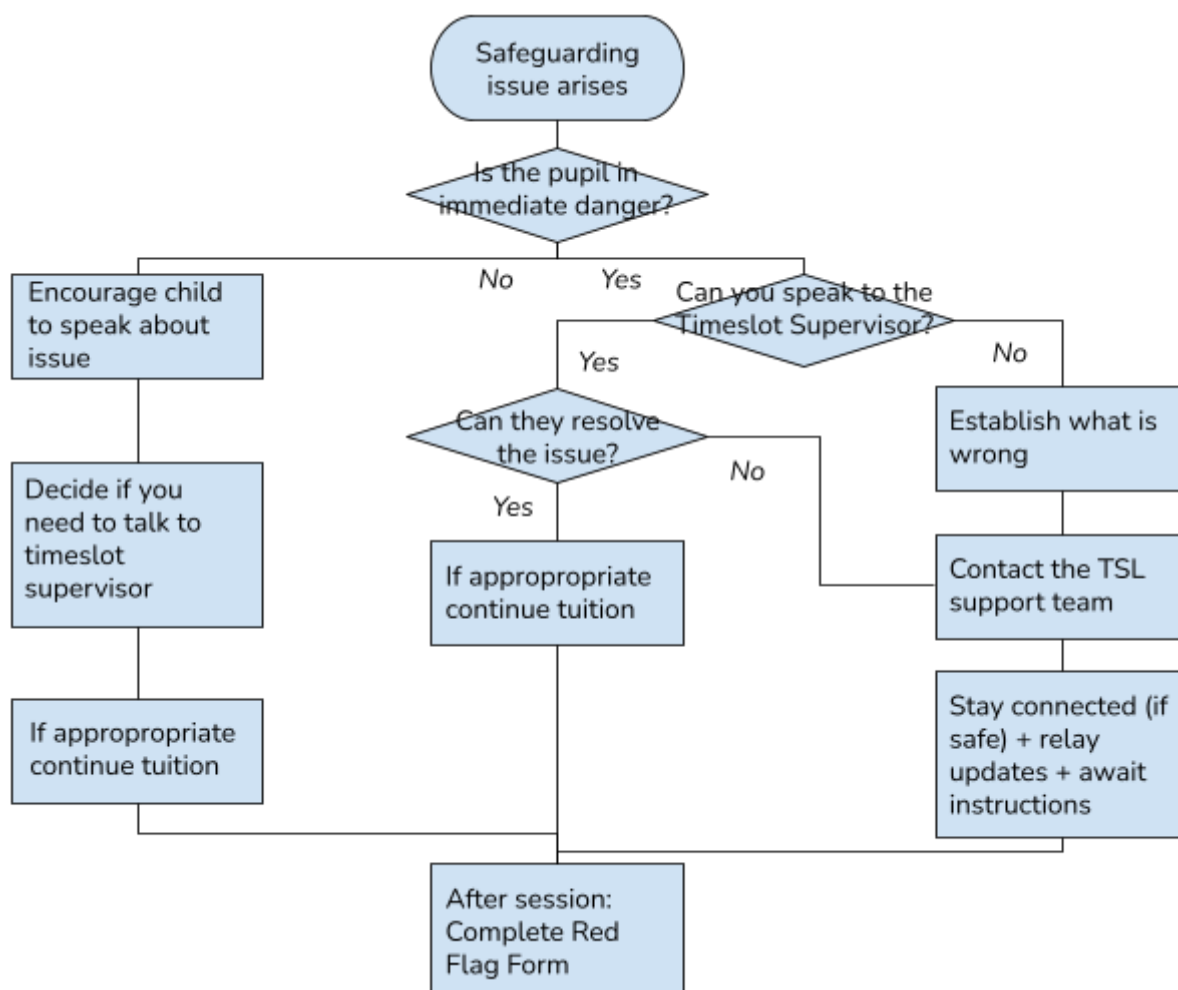 Safeguarding
issue arises
Is the pupil in
immediate danger?
No
Yes
Encourage child
to speak about
issue
Can you speak to the
Timeslot Supervisor?
Yes
No
Can they resolve
the issue?
No
Yes
Establish what is
wrong
Decide if you
need to talk to
timeslot
supervisor
If appropropriate
continue tuition
Contact the TSL
support team
If appropropriate
continue tuition
Stay connected (if
safe) + relay
updates + await
instructions
After session:
Complete Red
Flag Form